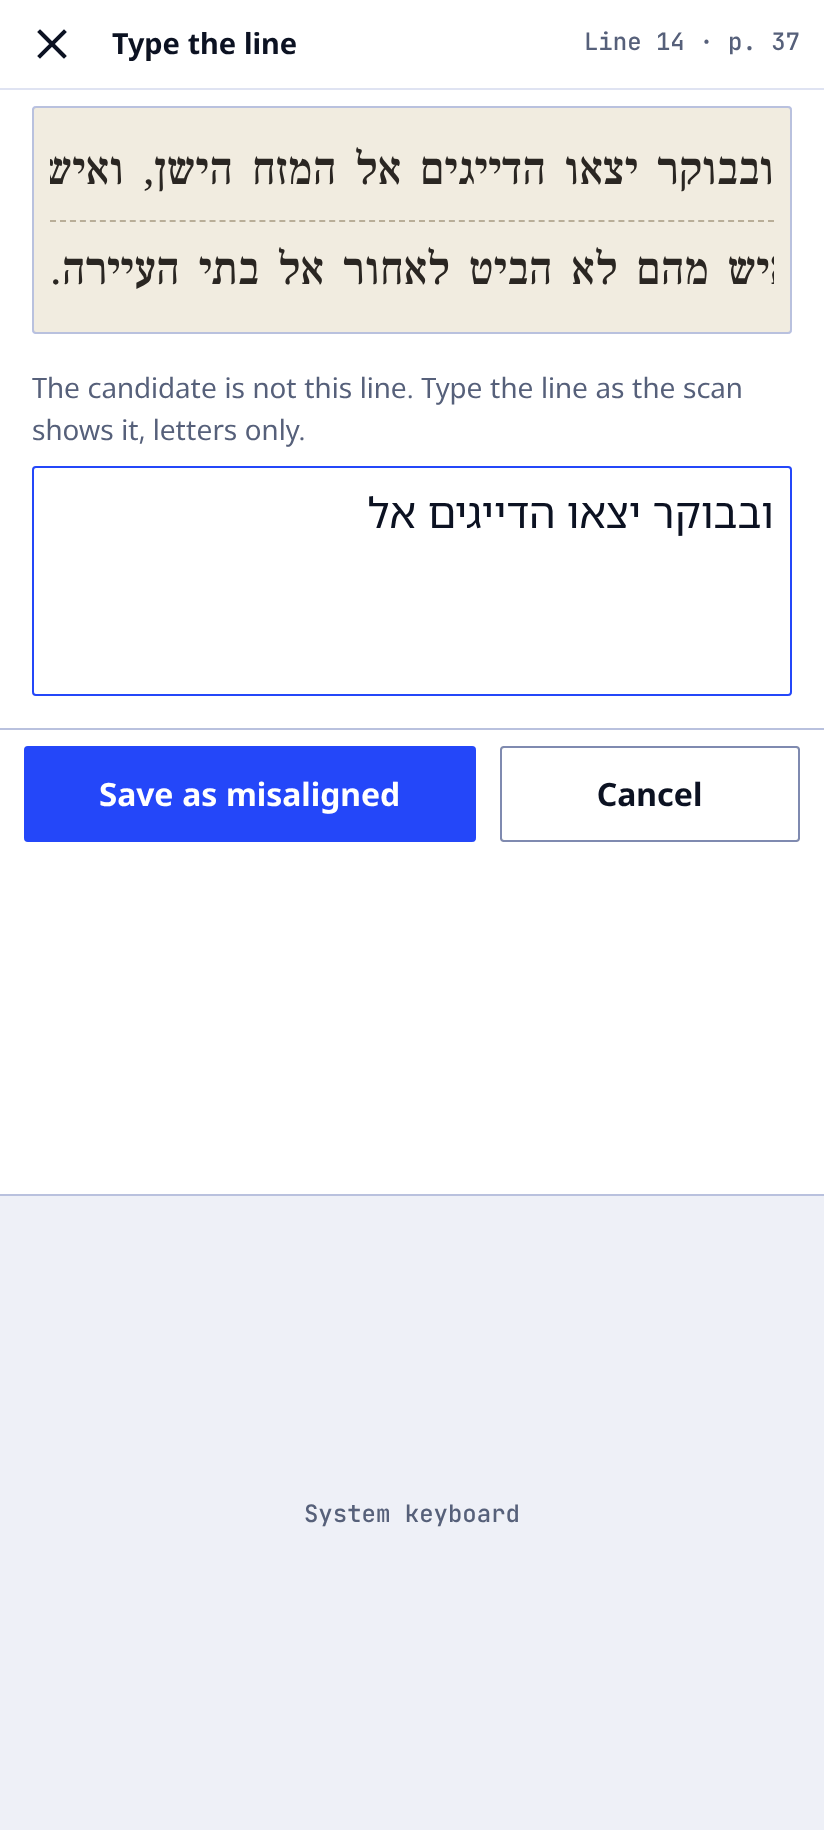 Type the line
Line 14 · p. 37
ובבוקר יצאו הדייגים אל המזח הישן, ואיש
איש מהם לא הביט לאחור אל בתי העיירה.
The candidate is not this line. Type the line as the scan
shows it, letters only.
ובבוקר יצאו הדייגים אל
Save as misaligned
Cancel
System keyboard